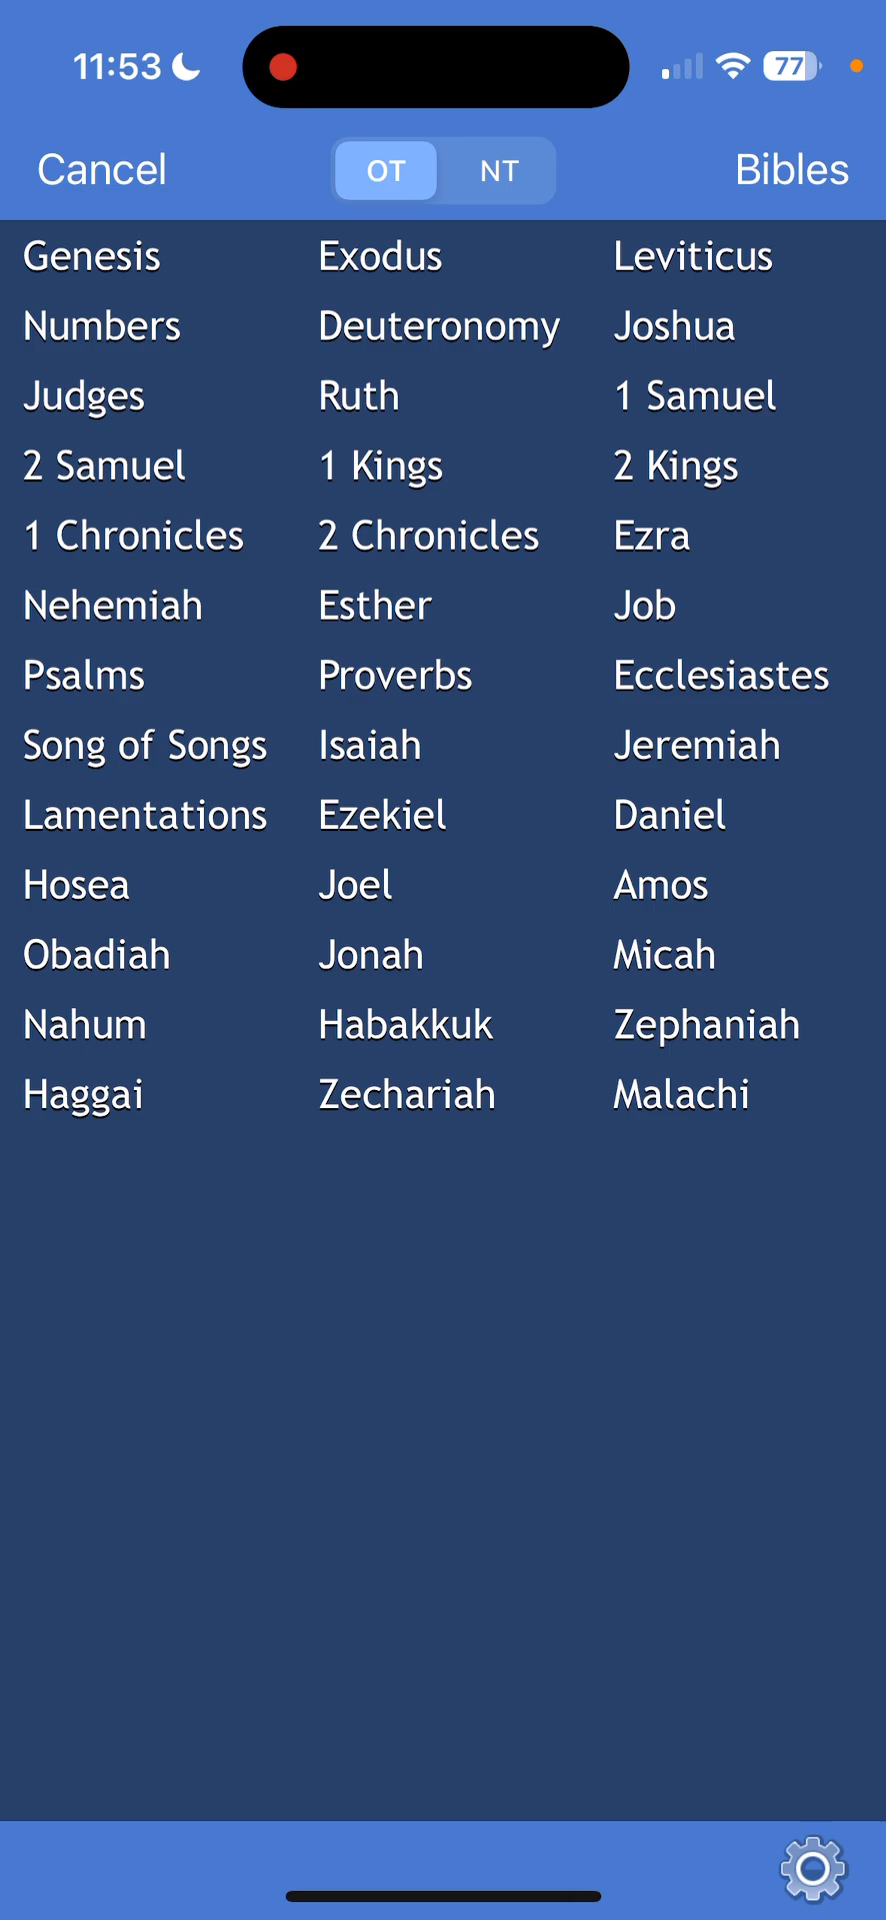 11:53 77
Cancel OT NT Bibles
Genesis Exodus Leviticus
Numbers Deuteronomy Joshua
Judges Ruth 1 Samuel
2 Samuel 1 Kings 2 Kings
1 Chronicles 2 Chronicles Ezra
Nehemiah Esther Job
Psalms Proverbs Ecclesiastes
Song of Songs Isaiah Jeremiah
Lamentations Ezekiel Daniel
Hosea Joel Amos
Obadiah Jonah Micah
Nahum Habakkuk Zephaniah
Haggai Zechariah Malachi